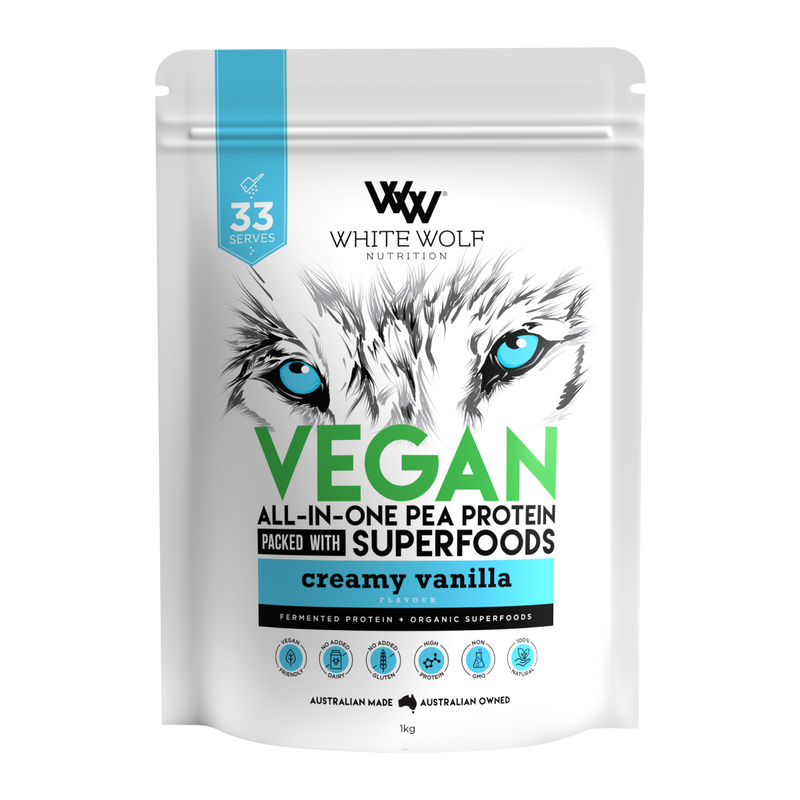 33
SERVES
WW®
WHITE WOLF
NUTRITION
VEGAN
ALL-IN-ONE PEA PROTEIN
PACKED WITH SUPERFOODS
creamy vanilla
FLAVOUR
FERMENTED PROTEIN + ORGANIC SUPERFOODS
VEGAN FRIENDLY
NO ADDED DAIRY
NO ADDED GLUTEN
HIGH PROTEIN
NON GMO
100% NATURAL
AUSTRALIAN MADE AUSTRALIAN OWNED
1kg